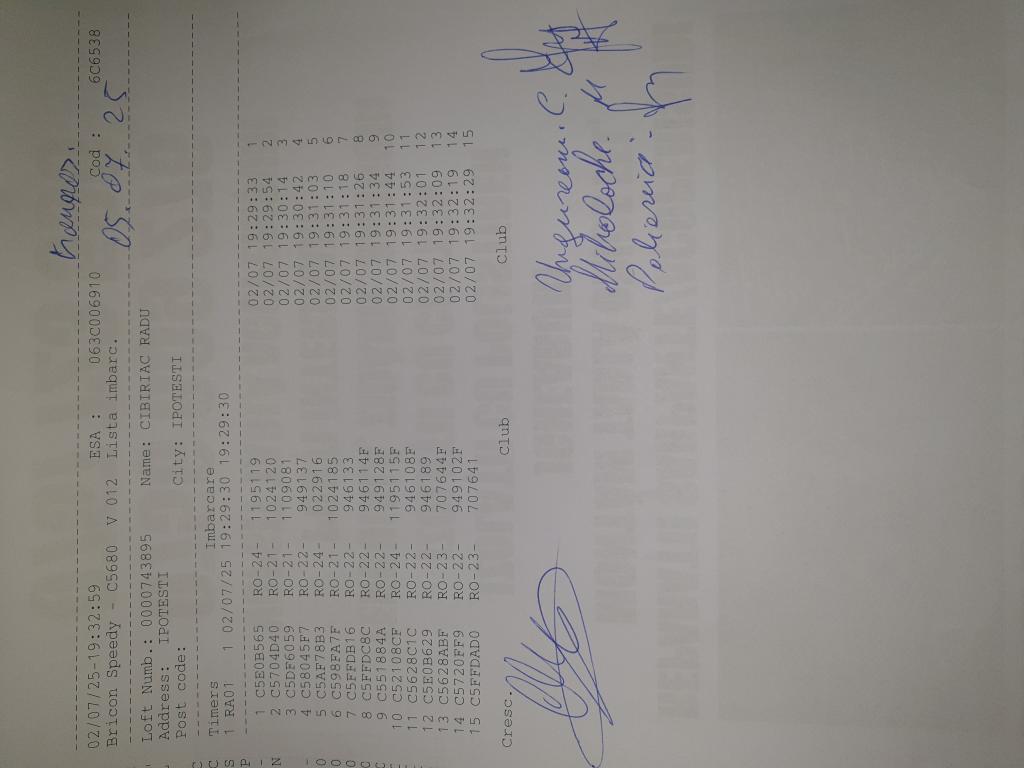 05.07.25
02/07/25-19:32:59 ESA : 063C006910 Cod : 6C6538
Bricon Speedy - C5680 V 012 Lista imbarc.
Loft Numb.: 0000743895 Name: CIBIRIAC RADU
Address: IPOTESTI
Post code: City: IPOTESTI
Timers Imbarcare
1 RA01 1 02/07/25 19:29:30 19:29:30
1 C5E0B565 RO-24- 1195119 02/07 19:29:33 1
2 C5704D40 RO-21- 1024120 02/07 19:29:54 2
3 C5DF6059 RO-21- 1109081 02/07 19:30:14 3
4 C58045F7 RO-22- 949137 02/07 19:30:42 4
5 C5AF78B3 RO-24- 022916 02/07 19:31:03 5
6 C598FA7F RO-21- 1024185 02/07 19:31:10 6
7 C5FFDB16 RO-22- 946133 02/07 19:31:18 7
8 C5FFDC8C RO-22- 946114F 02/07 19:31:26 8
9 C551884A RO-22- 949128F 02/07 19:31:34 9
10 C52108CF RO-24- 1195115F 02/07 19:31:44 10
11 C5628C1C RO-22- 946108F 02/07 19:31:53 11
12 C5E0B629 RO-22- 946189 02/07 19:32:01 12
13 C5628ABF RO-23- 707644F 02/07 19:32:09 13
14 C5720FF9 RO-22- 949102F 02/07 19:32:19 14
15 C5FFDAD0 RO-23- 707641 02/07 19:32:29 15
Cresc. Club Club
Ungureanu. C.
Mihalache. M